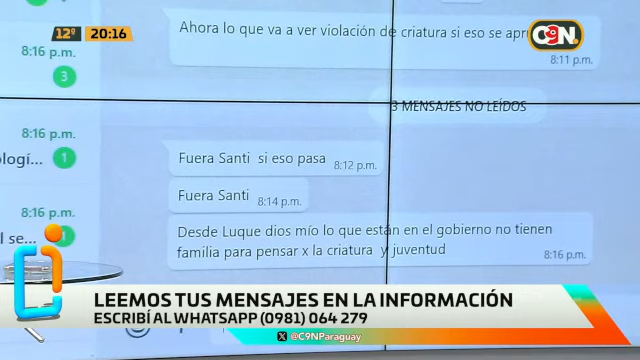 12º
20:16
Ahora lo que va a ver violación de criatura si eso se apr
C9N
8:11 p.m.
8:16 p.m.
3
3 MENSAJES NO LEÍDOS
8:16 p.m.
ologí... 1
Fuera Santi si eso pasa 8:12 p.m.
Fuera Santi 8:14 p.m.
8:16 p.m.
l se...
Desde Luque dios mío lo que están en el gobierno no tienen
familia para pensar x la criatura y juventud
8:16 p.m.
LEEMOS TUS MENSAJES EN LA INFORMACIÓN
ESCRIBÍ AL WHATSAPP (0981) 064 279
X @C9NParaguay